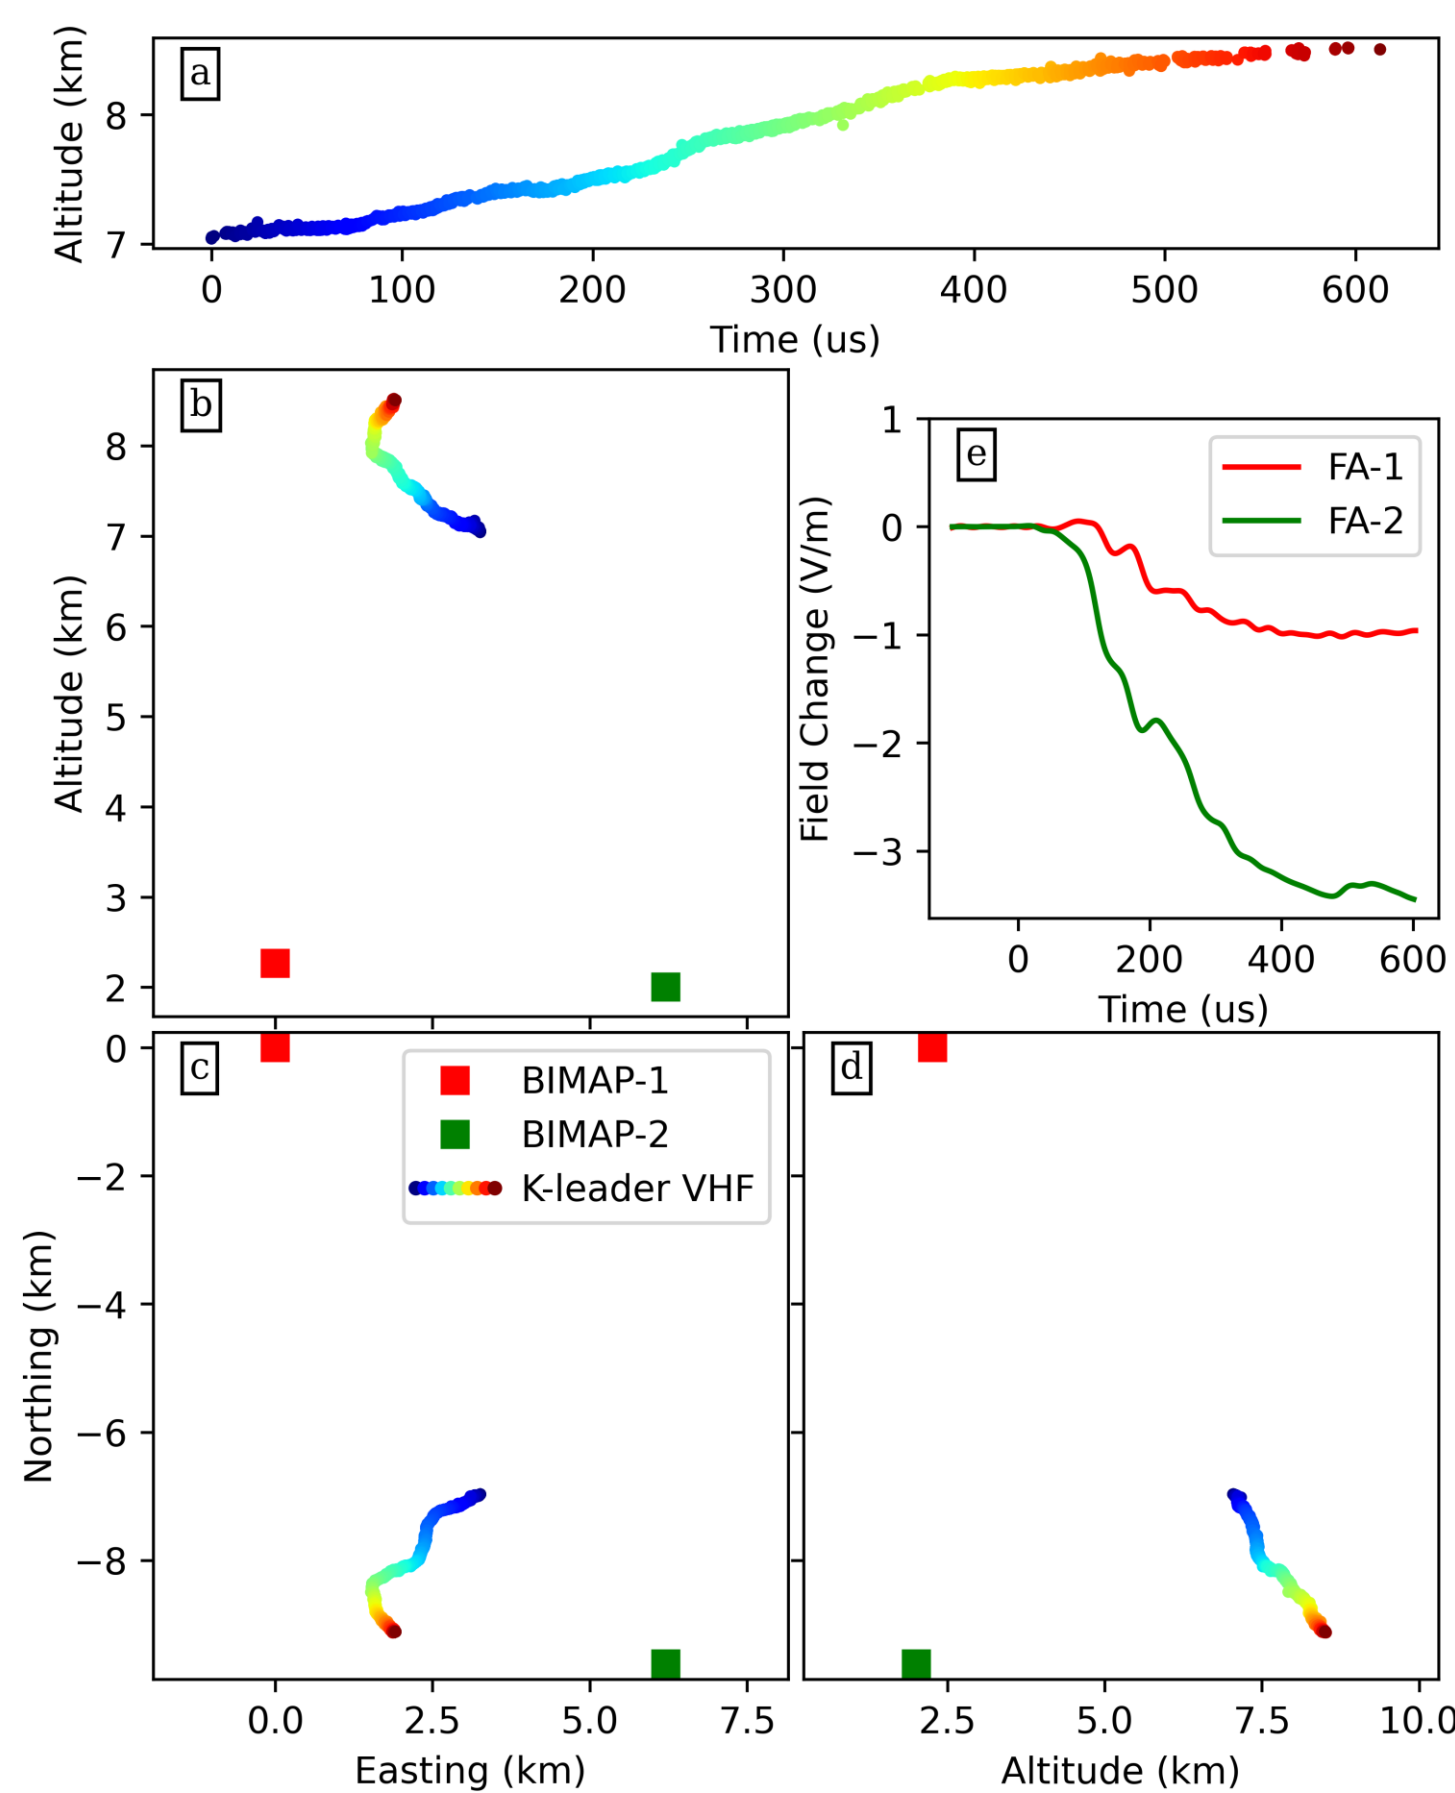 a
Altitude (km)
8
7
0 100 200 300 400 500 600
Time (us)
b
Altitude (km)
8
7
6
5
4
3
2
e
FA-1
FA-2
Field Change (V/m)
1
0
−1
−2
−3
0 200 400 600
Time (us)
c
BIMAP-1
BIMAP-2
K-leader VHF
Northing (km)
0
−2
−4
−6
−8
0.0 2.5 5.0 7.5
Easting (km)
d
2.5 5.0 7.5 10.0
Altitude (km)